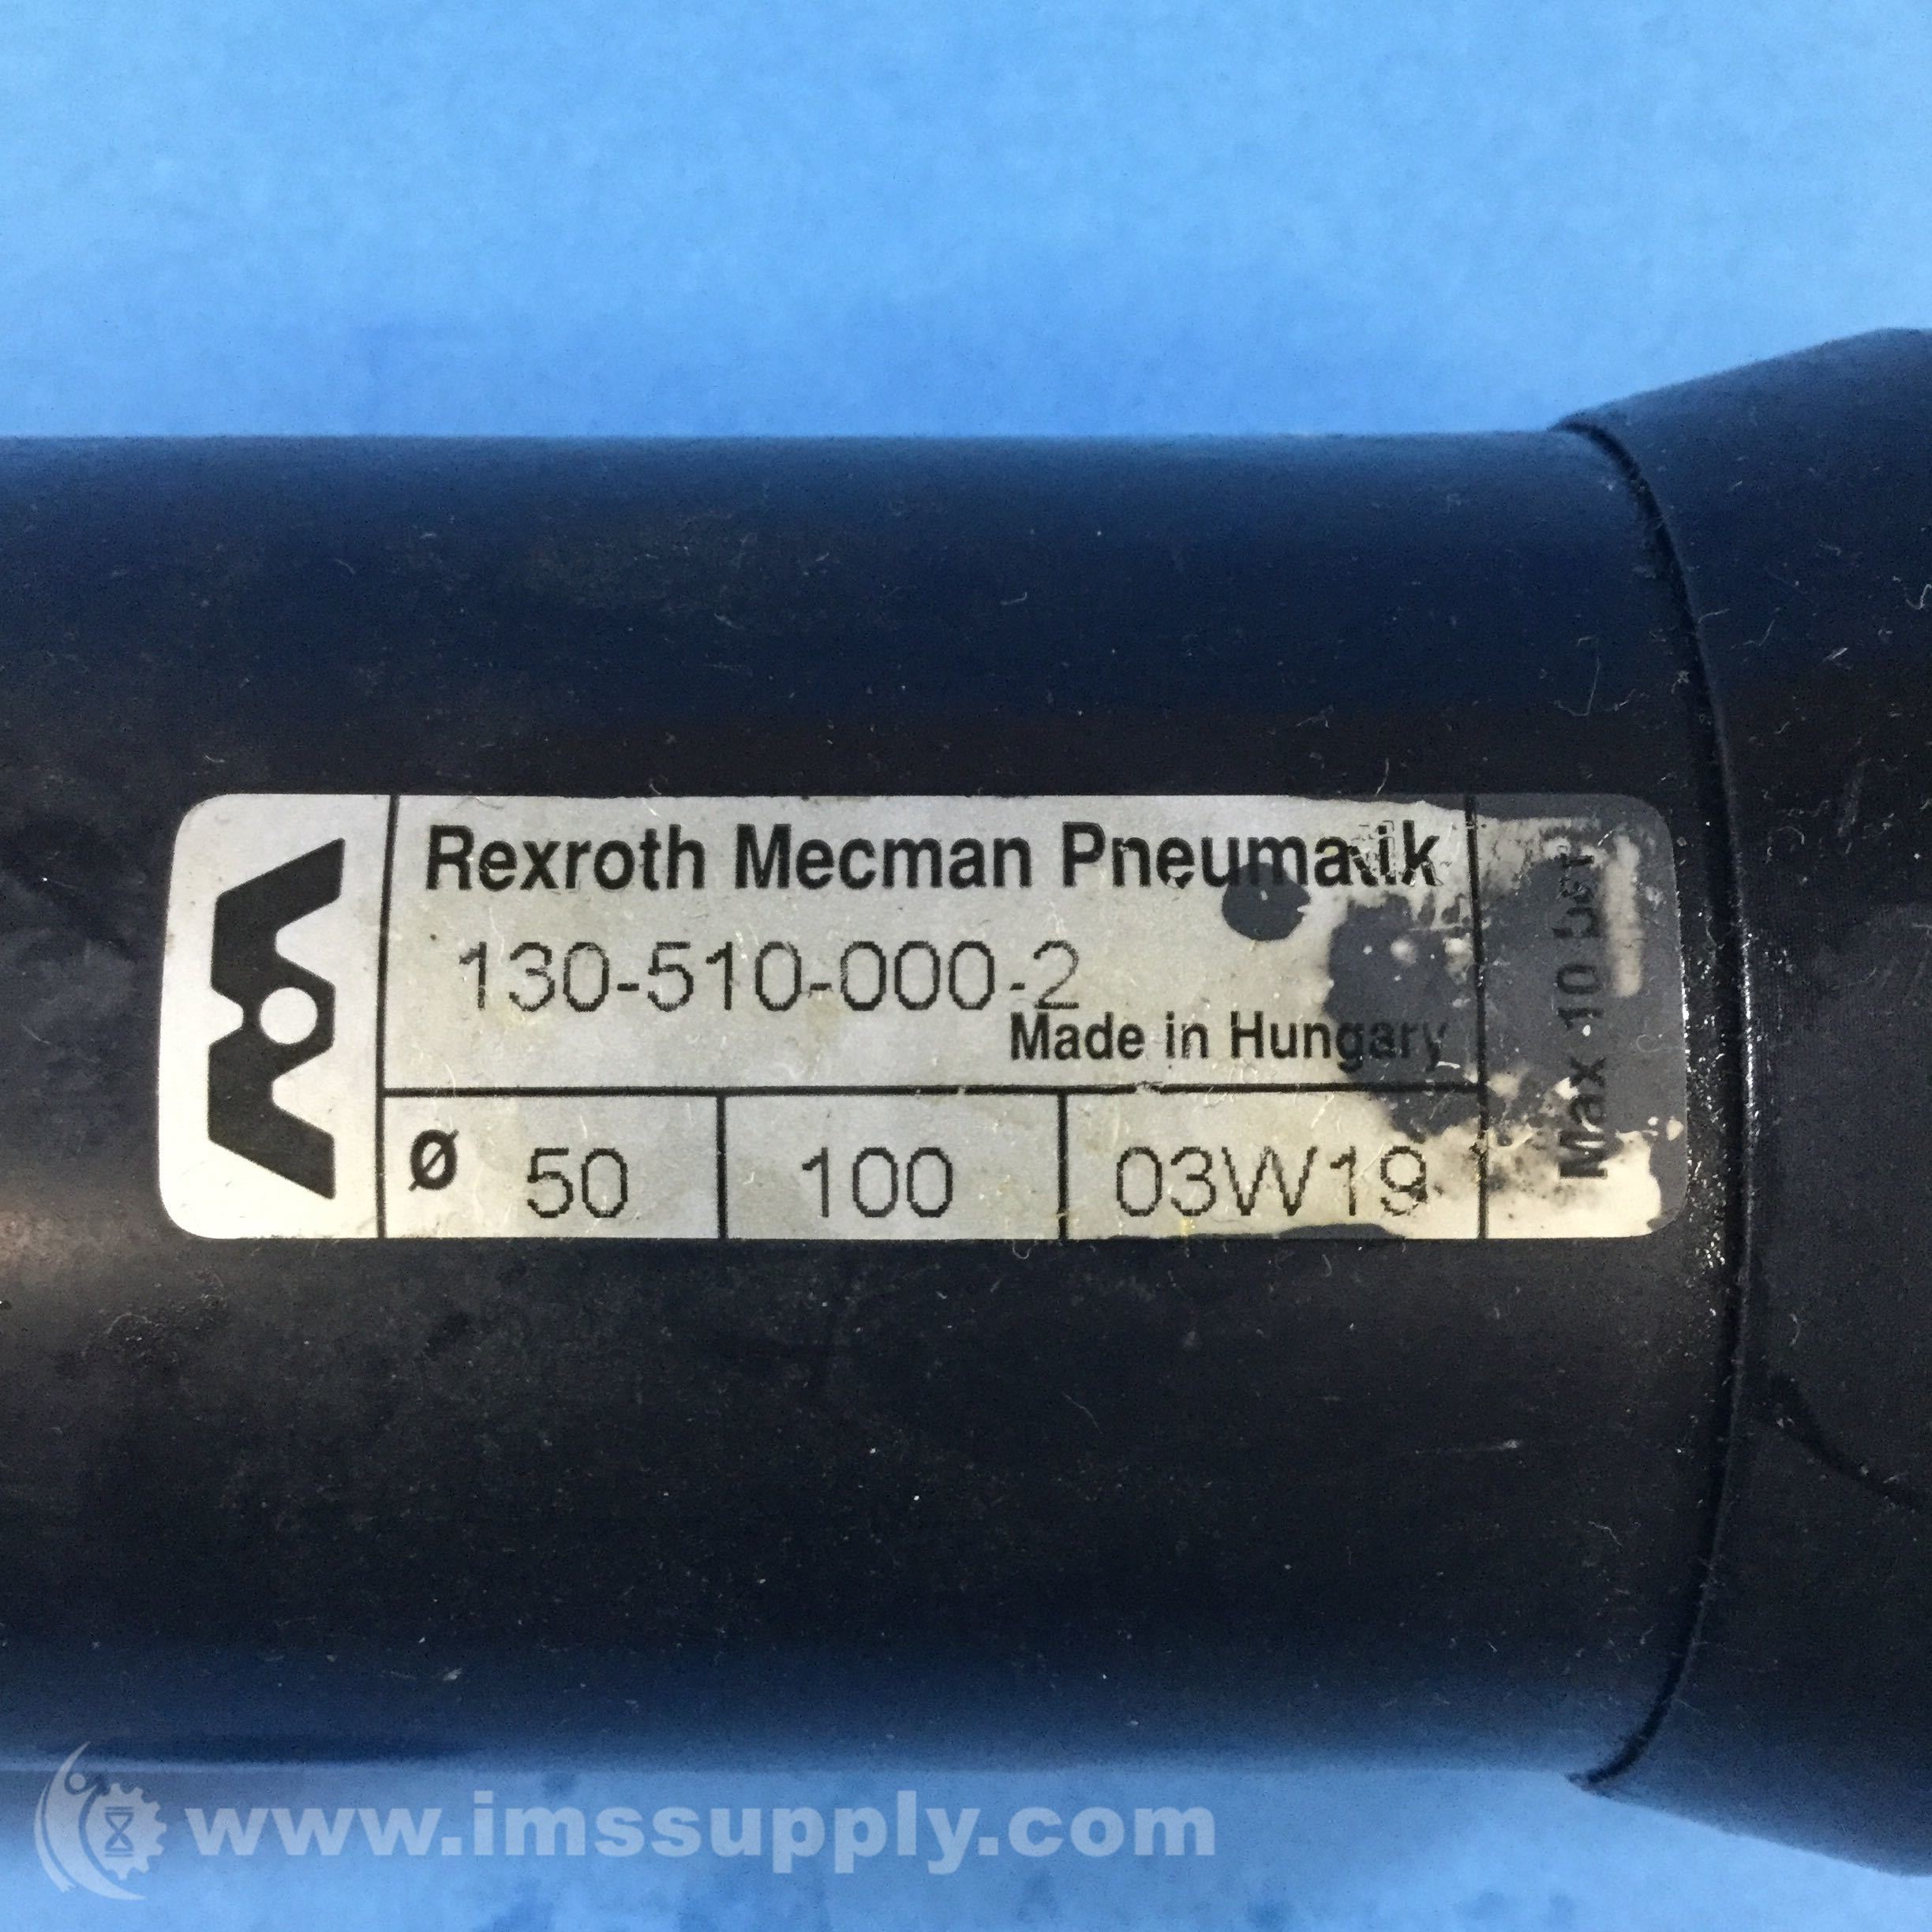 Rexroth Mecman Pneumatik
130-510-000-2
Made in Hungary
Ø 50 100 03W19
Max 10 bar
www.imssupply.com